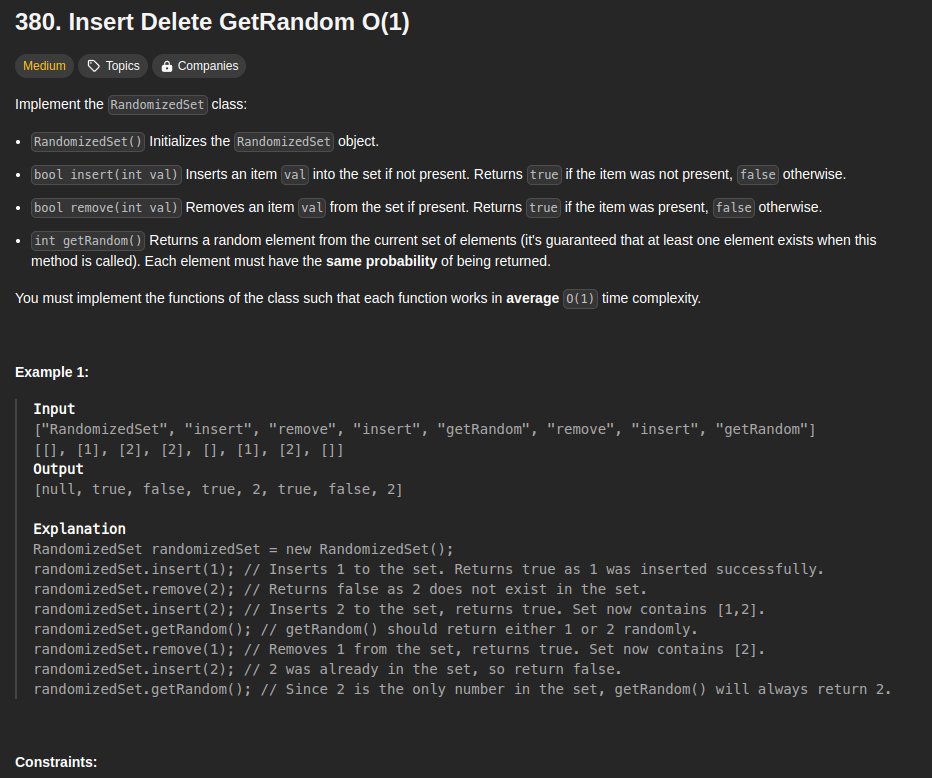 380. Insert Delete GetRandom O(1)
Medium Topics Companies
Implement the RandomizedSet class:
• RandomizedSet() Initializes the RandomizedSet object.
• bool insert(int val) Inserts an item val into the set if not present. Returns true if the item was not present, false otherwise.
• bool remove(int val) Removes an item val from the set if present. Returns true if the item was present, false otherwise.
• int getRandom() Returns a random element from the current set of elements (it's guaranteed that at least one element exists when this
method is called). Each element must have the same probability of being returned.
You must implement the functions of the class such that each function works in average O(1) time complexity.
Example 1:
Input
["RandomizedSet", "insert", "remove", "insert", "getRandom", "remove", "insert", "getRandom"]
[[], [1], [2], [2], [], [1], [2], []]
Output
[null, true, false, true, 2, true, false, 2]
Explanation
RandomizedSet randomizedSet = new RandomizedSet();
randomizedSet.insert(1); // Inserts 1 to the set. Returns true as 1 was inserted successfully.
randomizedSet.remove(2); // Returns false as 2 does not exist in the set.
randomizedSet.insert(2); // Inserts 2 to the set, returns true. Set now contains [1,2].
randomizedSet.getRandom(); // getRandom() should return either 1 or 2 randomly.
randomizedSet.remove(1); // Removes 1 from the set, returns true. Set now contains [2].
randomizedSet.insert(2); // 2 was already in the set, so return false.
randomizedSet.getRandom(); // Since 2 is the only number in the set, getRandom() will always return 2.
Constraints: